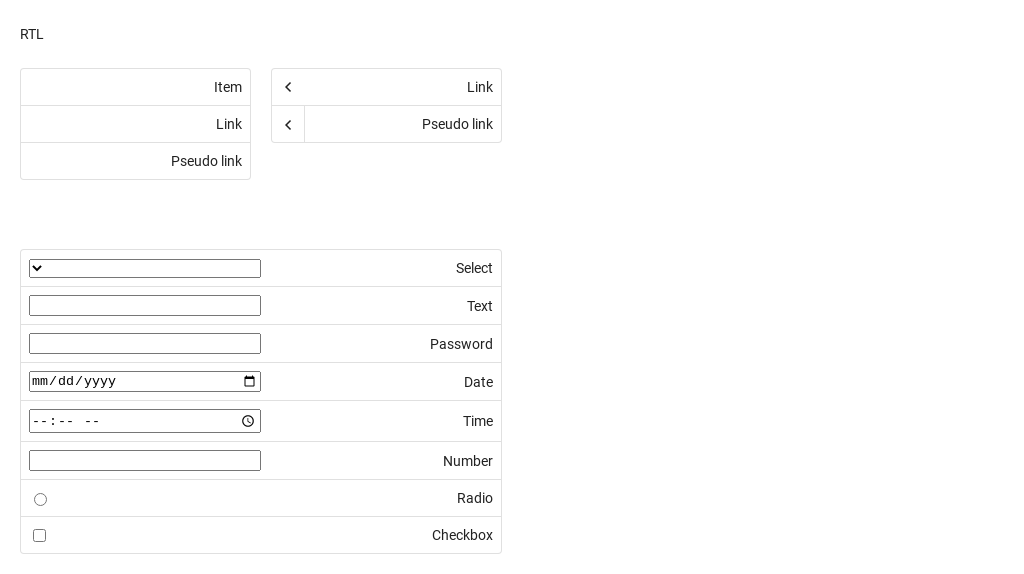 RTL
Item
Link
Pseudo link
Link
Pseudo link
Select
Text
Password
mm/dd/yyyy Date
--:-- -- Time
Number
Radio
Checkbox